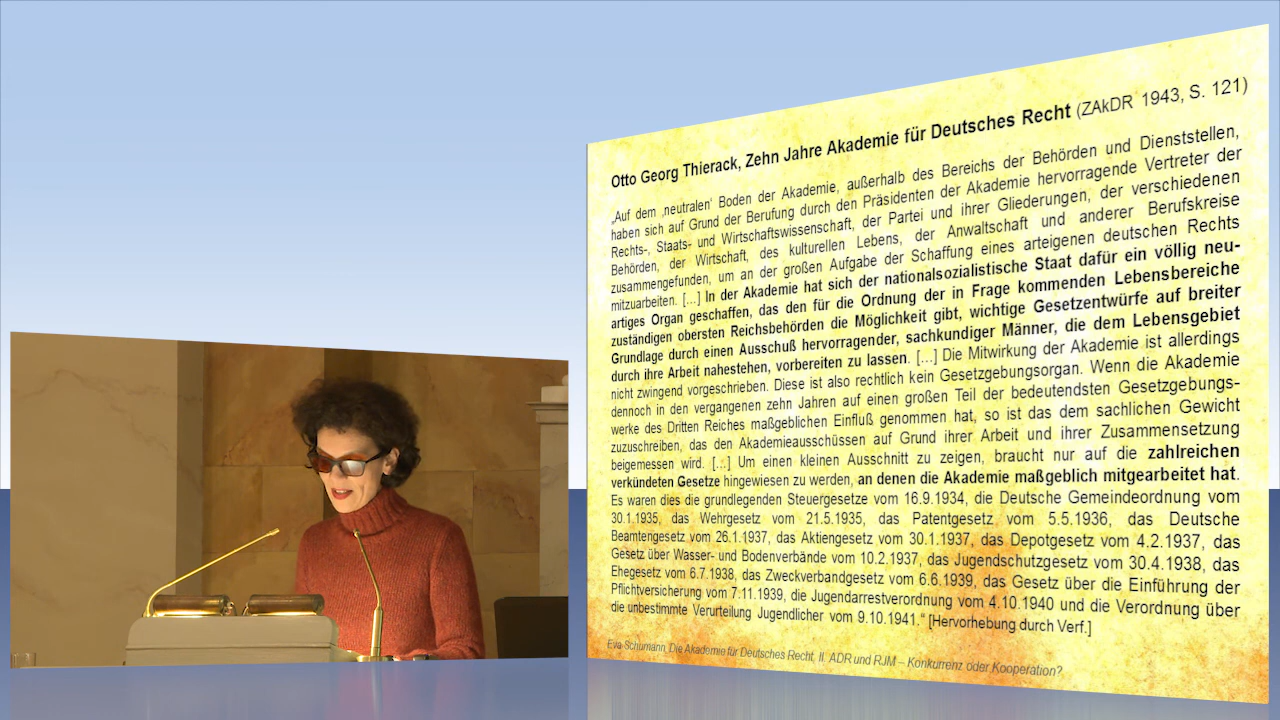 Otto Georg Thierack, Zehn Jahre Akademie für Deutsches Recht (ZAkDR 1943, S. 121)
„Auf dem ‚neutralen‘ Boden der Akademie, außerhalb des Bereichs der Behörden und Dienststellen,
haben sich auf Grund der Berufung durch den Präsidenten der Akademie hervorragende Vertreter der
Rechts-, Staats- und Wirtschaftswissenschaft, der Partei und ihrer Gliederungen, der verschiedenen
Behörden, der Wirtschaft, des kulturellen Lebens, der Anwaltschaft und anderer Berufskreise
zusammengefunden, um an der großen Aufgabe der Schaffung eines arteigenen deutschen Rechts
mitzuarbeiten. [...] In der Akademie hat sich der nationalsozialistische Staat dafür ein völlig neu-
artiges Organ geschaffen, das den für die Ordnung der in Frage kommenden Lebensbereiche
zuständigen obersten Reichsbehörden die Möglichkeit gibt, wichtige Gesetzentwürfe auf breiter
Grundlage durch einen Ausschuß hervorragender, sachkundiger Männer, die dem Lebensgebiet
durch ihre Arbeit nahestehen, vorbereiten zu lassen. [...] Die Mitwirkung der Akademie ist allerdings
nicht zwingend vorgeschrieben. Diese ist also rechtlich kein Gesetzgebungsorgan. Wenn die Akademie
dennoch in den vergangenen zehn Jahren auf einen großen Teil der bedeutendsten Gesetzgebungs-
werke des Dritten Reiches maßgeblichen Einfluß genommen hat, so ist das dem sachlichen Gewicht
zuzuschreiben, das den Akademieausschüssen auf Grund ihrer Arbeit und ihrer Zusammensetzung
beigemessen wird. [...] Um einen kleinen Ausschnitt zu zeigen, braucht nur auf die zahlreichen
verkündeten Gesetze hingewiesen zu werden, an denen die Akademie maßgeblich mitgearbeitet hat.
Es waren dies die grundlegenden Steuergesetze vom 16.9.1934, die Deutsche Gemeindeordnung vom
30.1.1935, das Wehrgesetz vom 21.5.1935, das Patentgesetz vom 5.5.1936, das Deutsche
Beamtengesetz vom 26.1.1937, das Aktiengesetz vom 30.1.1937, das Depotgesetz vom 4.2.1937, das
Gesetz über Wasser- und Bodenverbände vom 10.2.1937, das Jugendschutzgesetz vom 30.4.1938, das
Ehegesetz vom 6.7.1938, das Zweckverbandgesetz vom 6.6.1939, das Gesetz über die Einführung der
Pflichtversicherung vom 7.11.1939, die Jugendarrestverordnung vom 4.10.1940 und die Verordnung über
die unbestimmte Verurteilung Jugendlicher vom 9.10.1941.“ [Hervorhebung durch Verf.]
Eva Schumann, Die Akademie für Deutsches Recht, II. ADR und RJM – Konkurrenz oder Kooperation?